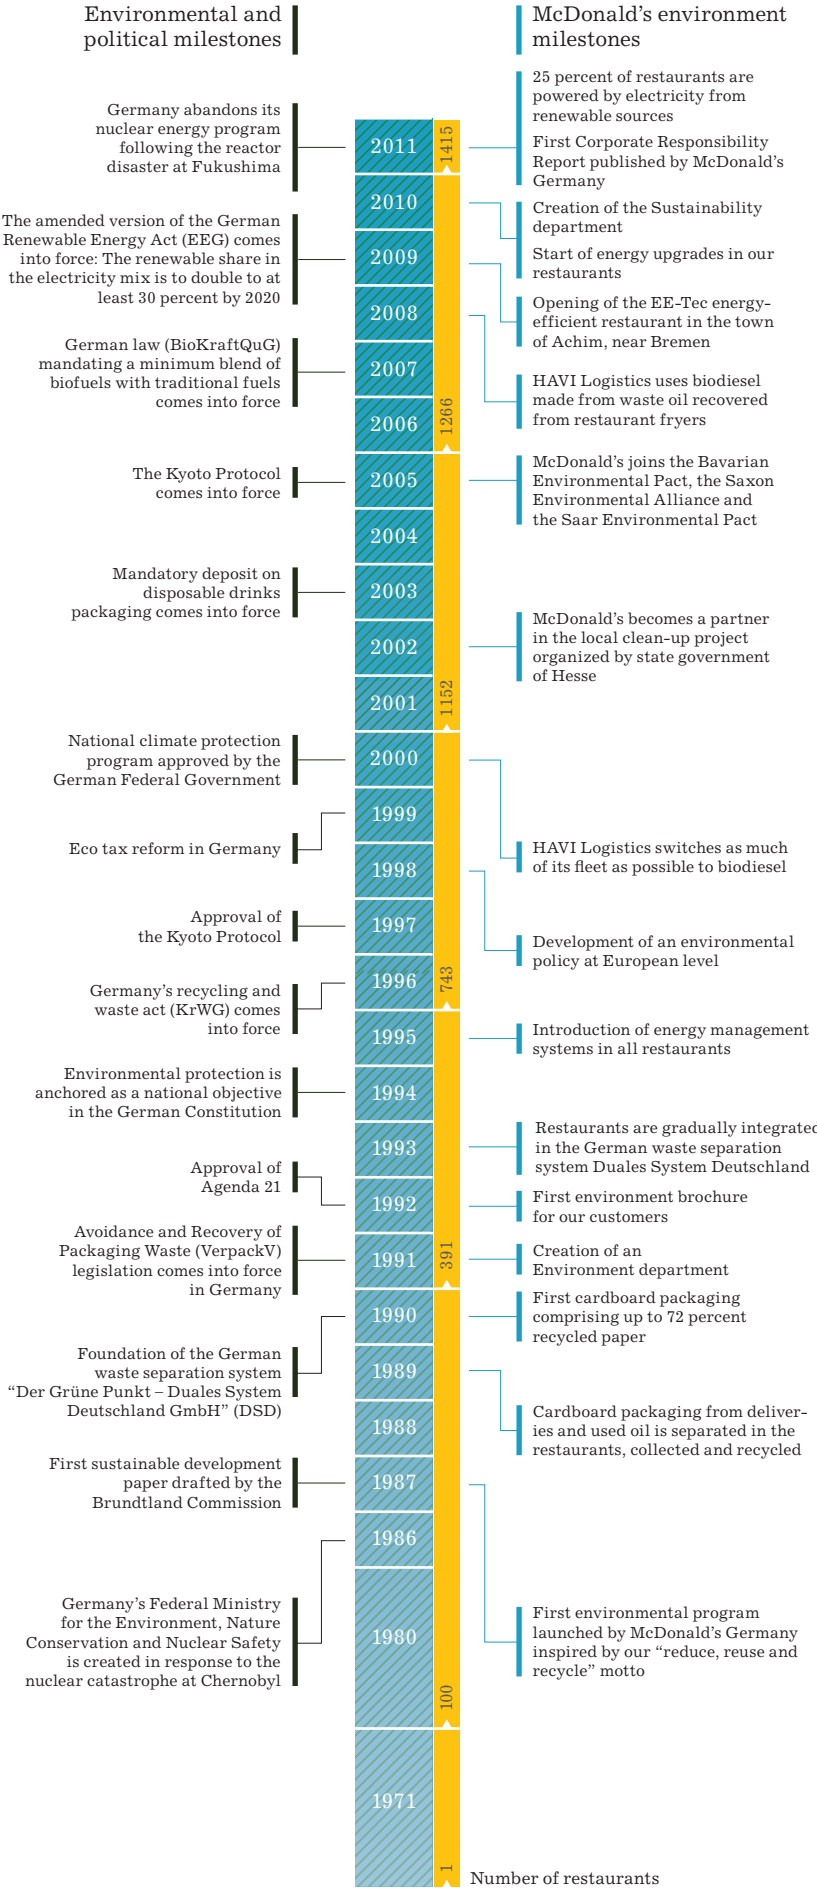 Environmental and
political milestones
McDonald's environment
milestones
25 percent of restaurants are
powered by electricity from
renewable sources
First Corporate Responsibility
Report published by McDonald's
Germany
Germany abandons its
nuclear energy program
following the reactor
disaster at Fukushima
2011
1415
2010
Creation of the Sustainability
department
Start of energy upgrades in our
restaurants
The amended version of the German
Renewable Energy Act (EEG) comes
into force: The renewable share in
the electricity mix is to double to at
least 30 percent by 2020
2009
Opening of the EE-Tec energy-
efficient restaurant in the town
of Achim, near Bremen
2008
HAVI Logistics uses biodiesel
made from waste oil recovered
from restaurant fryers
German law (BioKraftQuG)
mandating a minimum blend of
biofuels with traditional fuels
comes into force
2007
2006
1266
The Kyoto Protocol
comes into force
2005
McDonald's joins the Bavarian
Environmental Pact, the Saxon
Environmental Alliance and
the Saar Environmental Pact
2004
Mandatory deposit on
disposable drinks
packaging comes into force
2003
2002
McDonald's becomes a partner
in the local clean-up project
organized by state government
of Hesse
2001
1152
National climate protection
program approved by the
German Federal Government
2000
HAVI Logistics switches as much
of its fleet as possible to biodiesel
Eco tax reform in Germany
1999
1998
Development of an environmental
policy at European level
Approval of
the Kyoto Protocol
1997
Germany's recycling and
waste act (KrWG) comes
into force
1996
743
1995
Introduction of energy management
systems in all restaurants
Environmental protection is
anchored as a national objective
in the German Constitution
1994
1993
Restaurants are gradually integrated
in the German waste separation
system Duales System Deutschland
Approval of
Agenda 21
1992
First environment brochure
for our customers
Avoidance and Recovery of
Packaging Waste (VerpackV)
legislation comes into force
in Germany
1991
391
Creation of an
Environment department
1990
First cardboard packaging
comprising up to 72 percent
recycled paper
Foundation of the German
waste separation system
“Der Grüne Punkt – Duales System
Deutschland GmbH” (DSD)
1989
Cardboard packaging from deliver-
ies and used oil is separated in the
restaurants, collected and recycled
1988
First sustainable development
paper drafted by the
Brundtland Commission
1987
First environmental program
launched by McDonald's Germany
inspired by our “reduce, reuse and
recycle” motto
1986
Germany's Federal Ministry
for the Environment, Nature
Conservation and Nuclear Safety
is created in response to the
nuclear catastrophe at Chernobyl
1980
100
1971
1
Number of restaurants